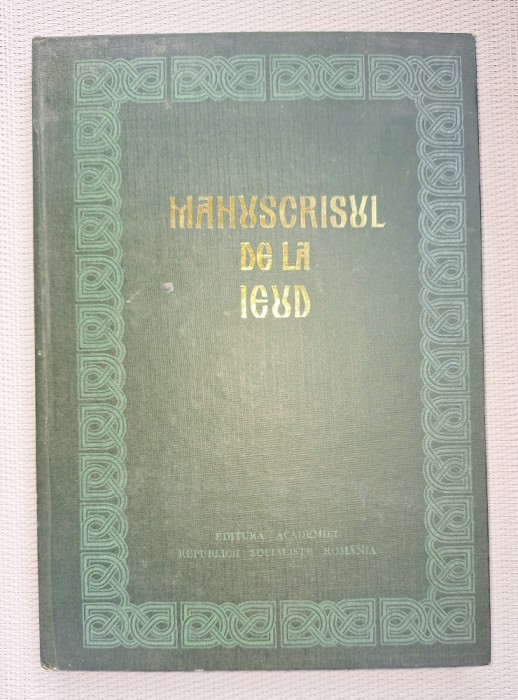 MANUSCRISUL
DE LA
IEUD
EDITURA ACADEMIEI
REPUBLICII SOCIALISTE ROMÂNIA